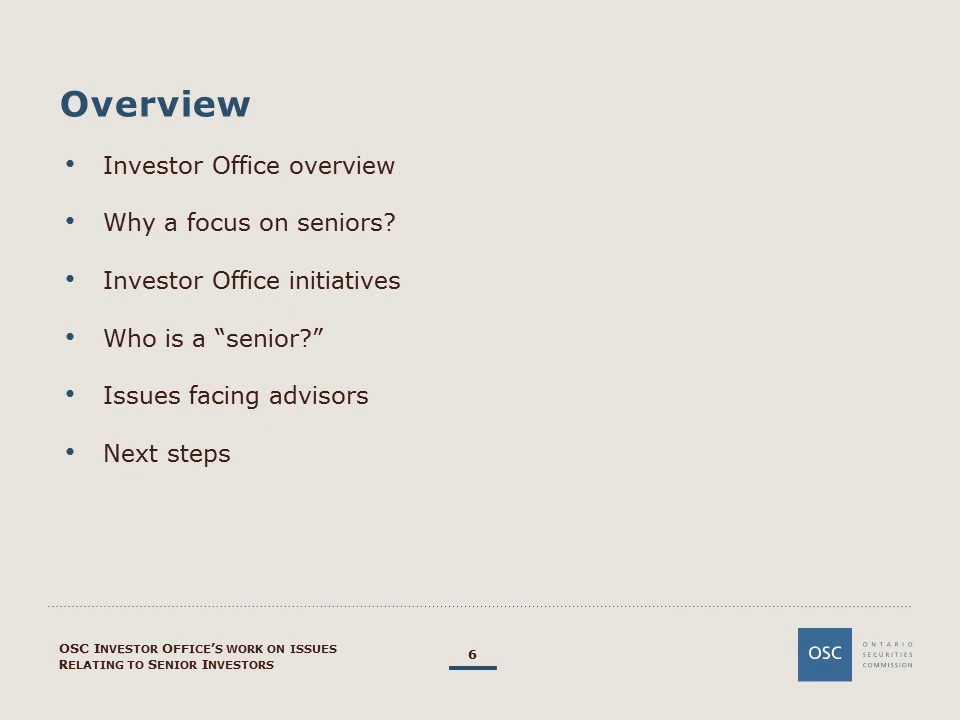 Overview
• Investor Office overview
• Why a focus on seniors?
• Investor Office initiatives
• Who is a “senior?”
• Issues facing advisors
• Next steps
OSC INVESTOR OFFICE’S WORK ON ISSUES
RELATING TO SENIOR INVESTORS
6
OSC
ONTARIO
SECURITIES
COMMISSION